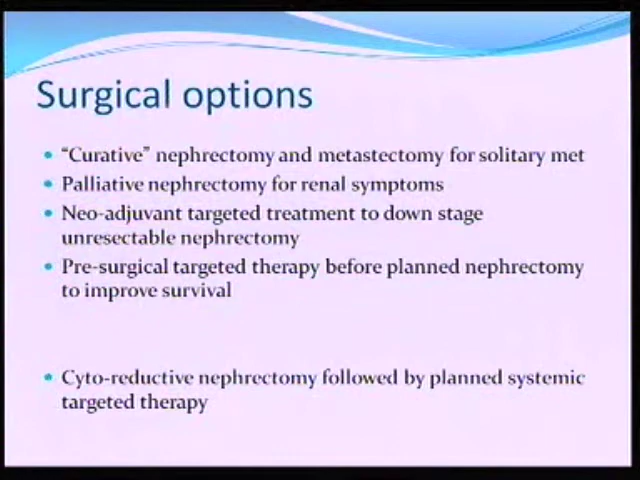 Surgical options
• "Curative" nephrectomy and metastectomy for solitary met
• Palliative nephrectomy for renal symptoms
• Neo-adjuvant targeted treatment to down stage
unresectable nephrectomy
• Pre-surgical targeted therapy before planned nephrectomy
to improve survival
• Cyto-reductive nephrectomy followed by planned systemic
targeted therapy